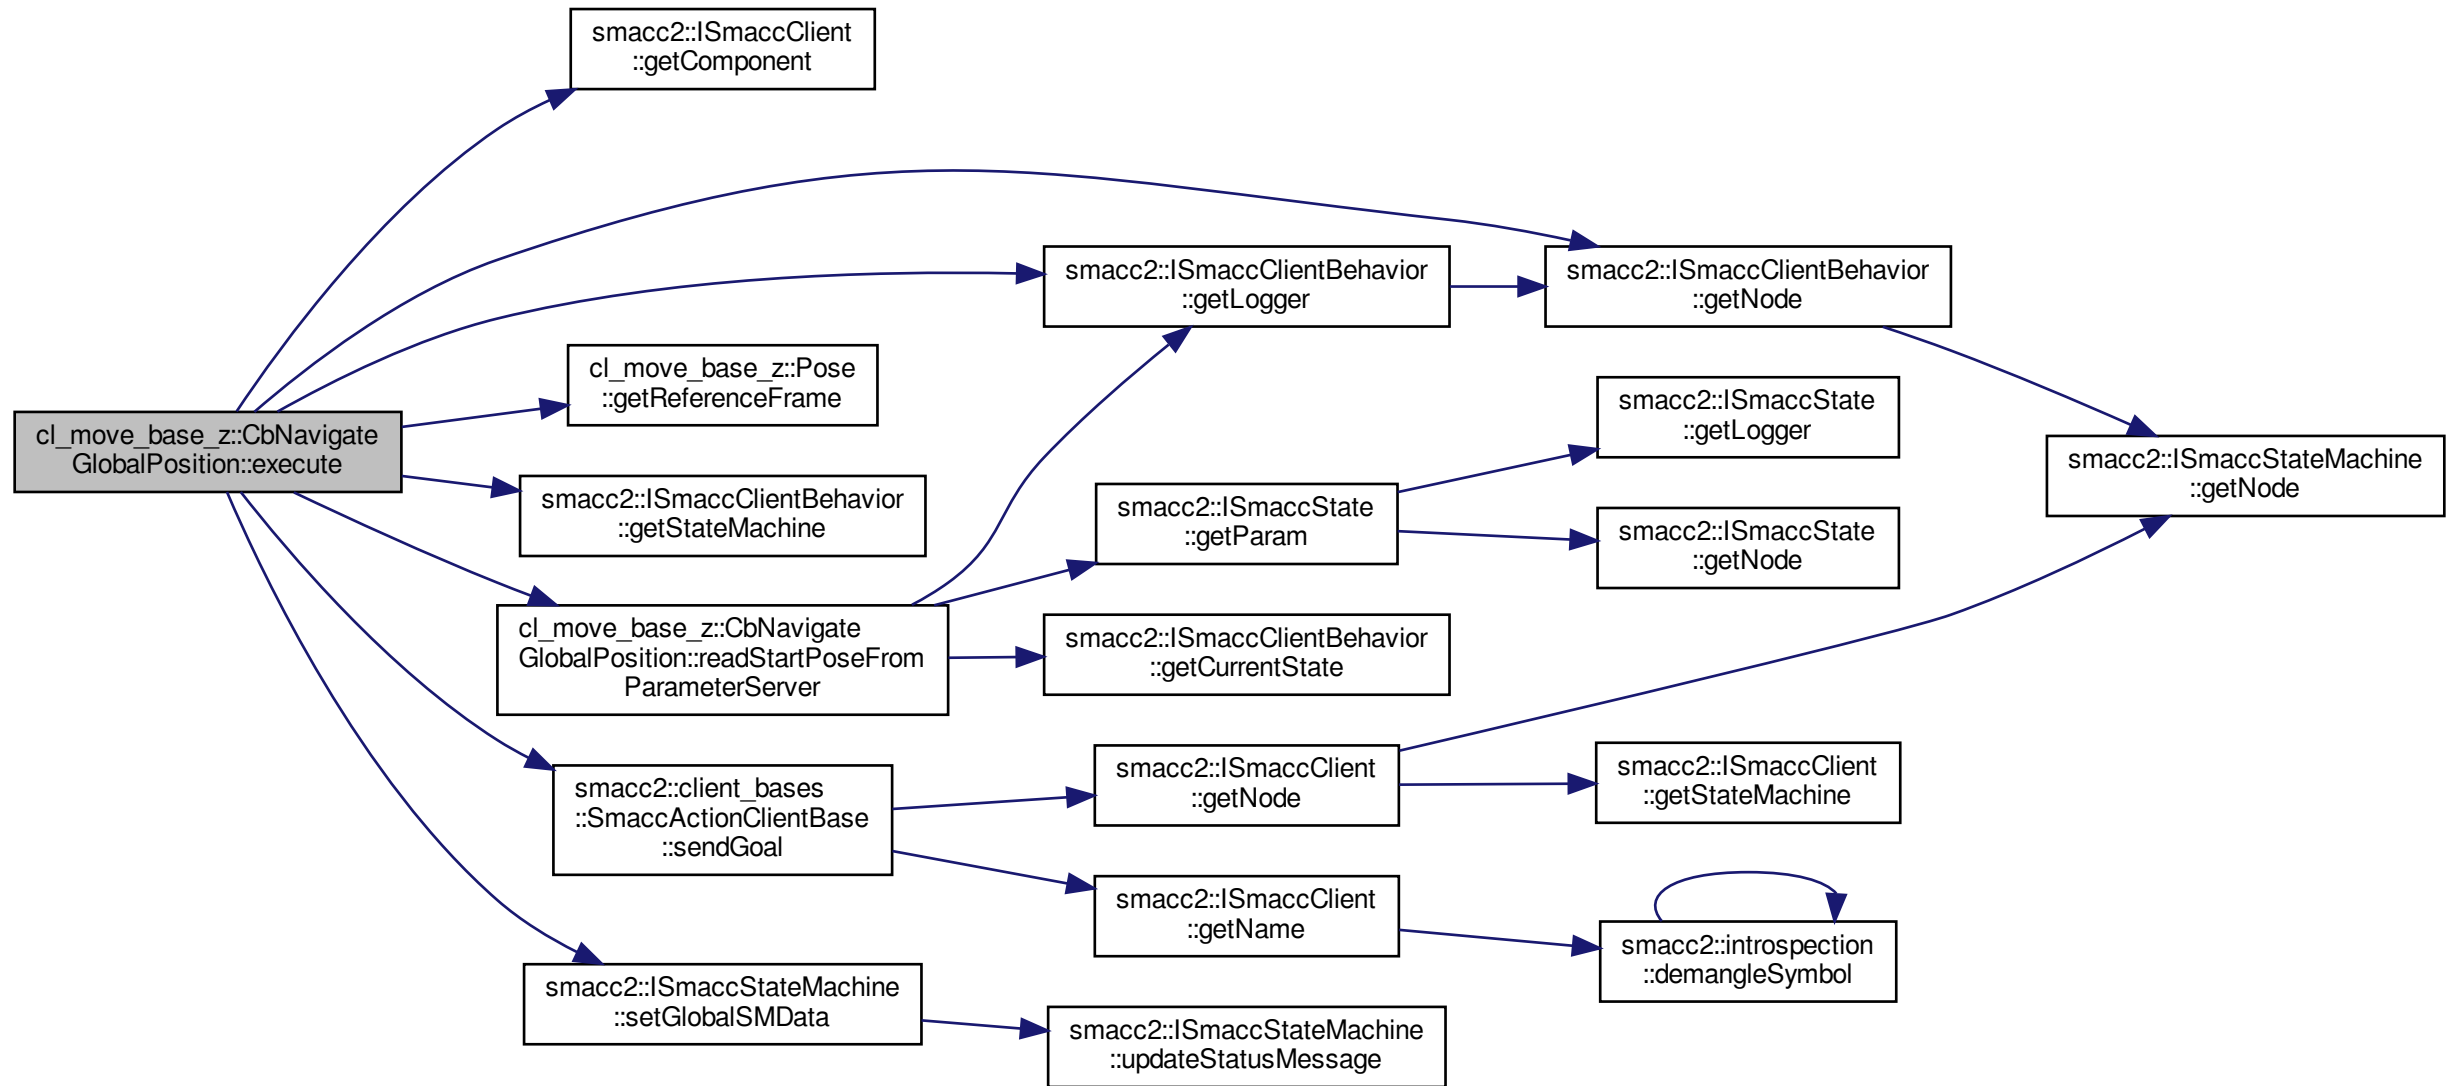 smacc2::ISmaccClient
::getComponent
smacc2::ISmaccClientBehavior
::getLogger
smacc2::ISmaccClientBehavior
::getNode
cl_move_base_z::Pose
::getReferenceFrame
smacc2::ISmaccState
::getLogger
cl_move_base_z::CbNavigate
GlobalPosition::execute
smacc2::ISmaccStateMachine
::getNode
smacc2::ISmaccClientBehavior
::getStateMachine
smacc2::ISmaccState
::getParam
smacc2::ISmaccState
::getNode
cl_move_base_z::CbNavigate
GlobalPosition::readStartPoseFrom
ParameterServer
smacc2::ISmaccClientBehavior
::getCurrentState
smacc2::client_bases
::SmaccActionClientBase
::sendGoal
smacc2::ISmaccClient
::getNode
smacc2::ISmaccClient
::getStateMachine
smacc2::ISmaccClient
::getName
smacc2::introspection
::demangleSymbol
smacc2::ISmaccStateMachine
::setGlobalSMData
smacc2::ISmaccStateMachine
::updateStatusMessage